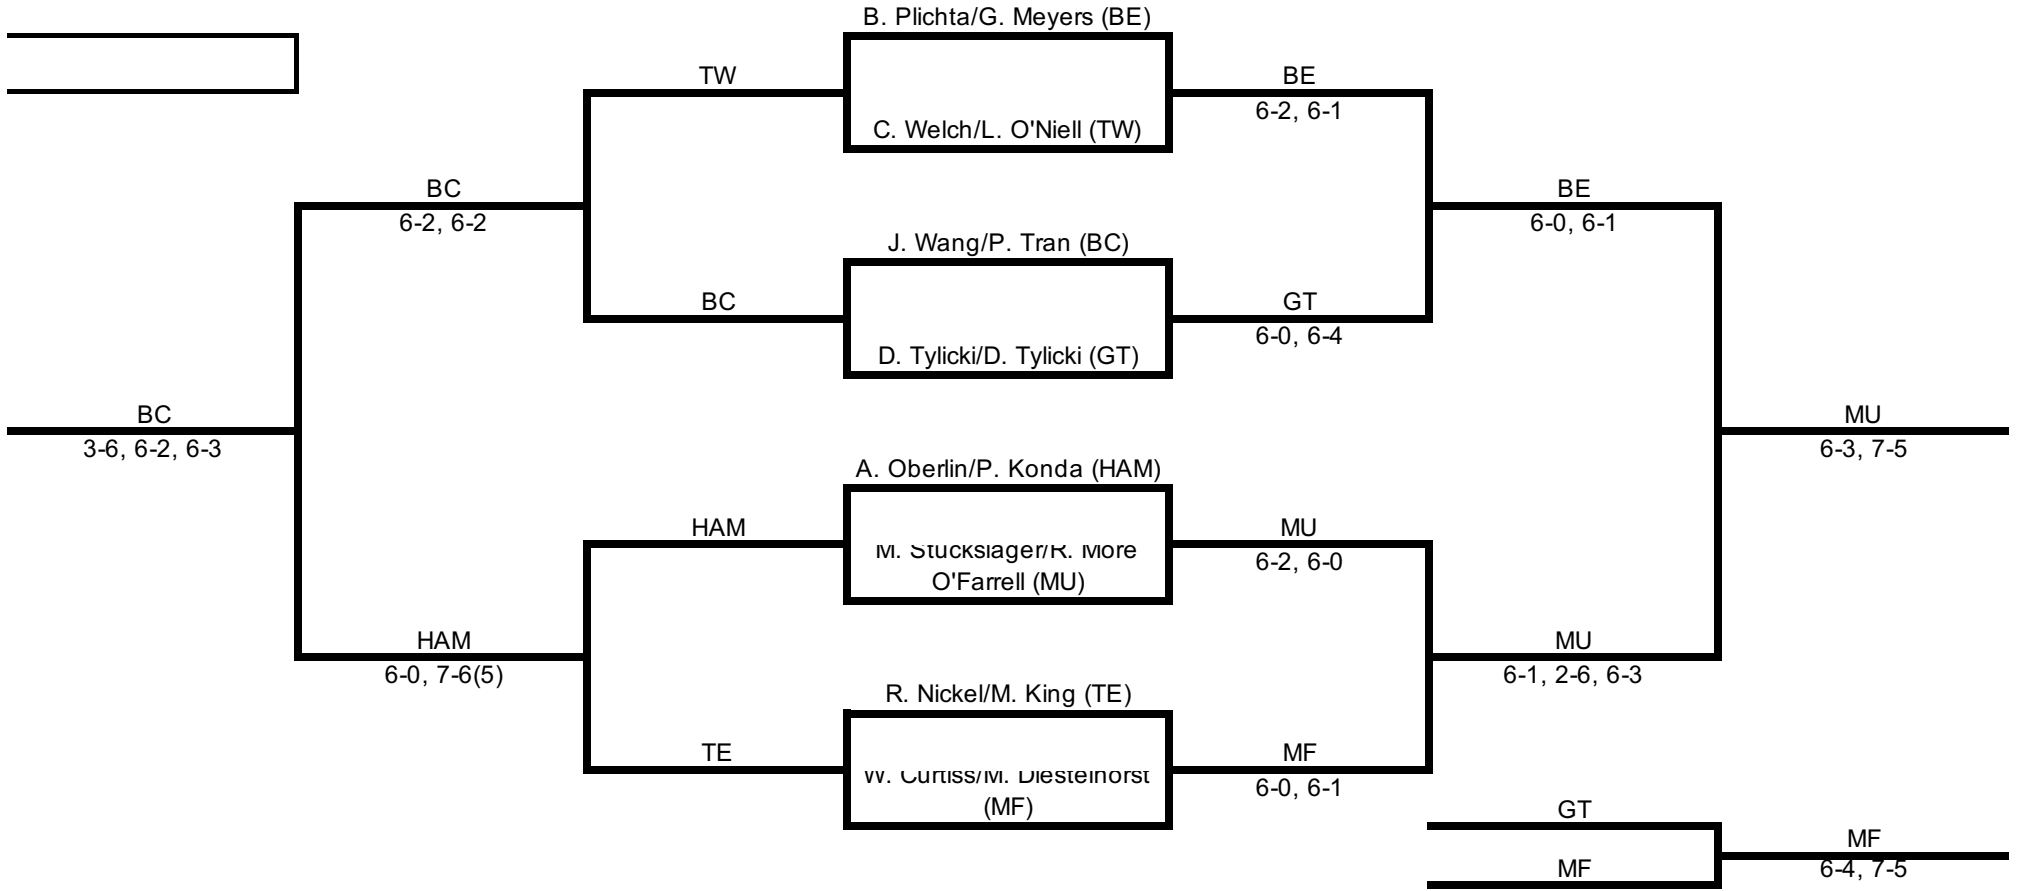 B. Plichta/G. Meyers (BE)
TW
BE
6-2, 6-1
C. Welch/L. O'Niell (TW)
BC
6-2, 6-2
BE
6-0, 6-1
J. Wang/P. Tran (BC)
BC
GT
6-0, 6-4
D. Tylicki/D. Tylicki (GT)
BC
3-6, 6-2, 6-3
MU
6-3, 7-5
A. Oberlin/P. Konda (HAM)
HAM
MU
6-2, 6-0
M. Stuckslager/R. More
O'Farrell (MU)
HAM
6-0, 7-6(5)
MU
6-1, 2-6, 6-3
R. Nickel/M. King (TE)
TE
MF
6-0, 6-1
W. Curtiss/M. Diestelhorst
(MF)
GT
MF
6-4, 7-5
MF